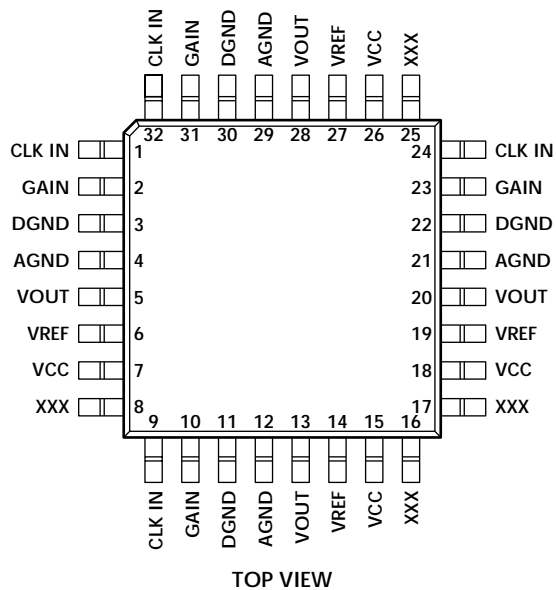 CLK IN GAIN DGND AGND VOUT VREF VCC XXX
32 31 30 29 28 27 26 25
CLK IN 1 24 CLK IN
GAIN 2 23 GAIN
DGND 3 22 DGND
AGND 4 21 AGND
VOUT 5 20 VOUT
VREF 6 19 VREF
VCC 7 18 VCC
XXX 8 17 XXX
9 10 11 12 13 14 15 16
CLK IN GAIN DGND AGND VOUT VREF VCC XXX
TOP VIEW